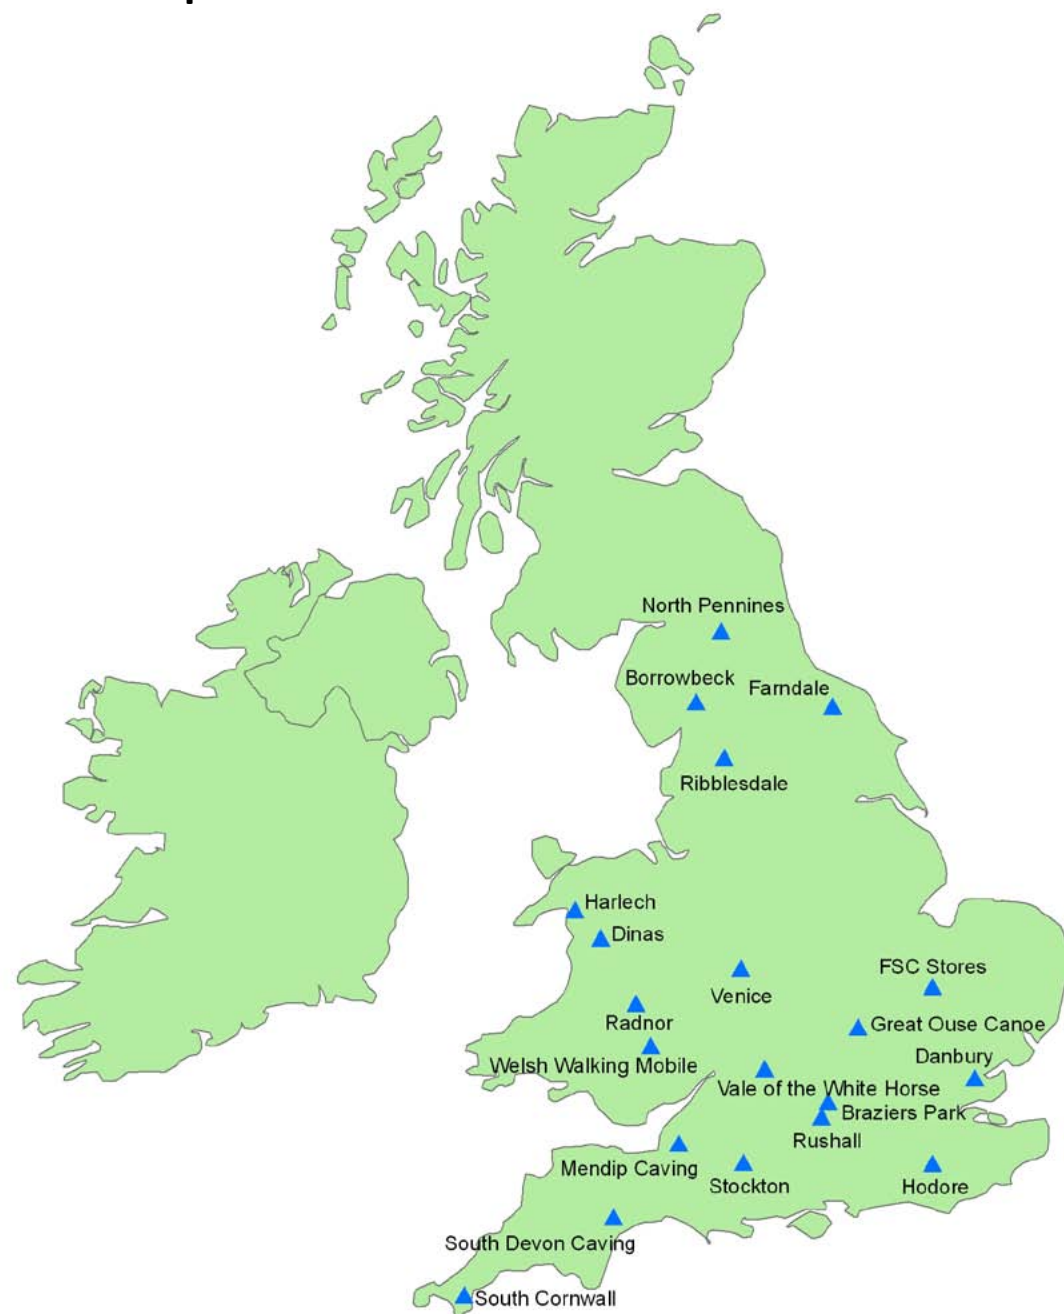 North Pennines
Borrowbeck
Farndale
Ribblesdale
Harlech
Dinas
FSC Stores
Venice
Radnor
Great Ouse Canoe
Danbury
Welsh Walking Mobile
Vale of the White Horse
Braziers Park
Rushall
Mendip Caving
Stockton
Hodore
South Devon Caving
South Cornwall